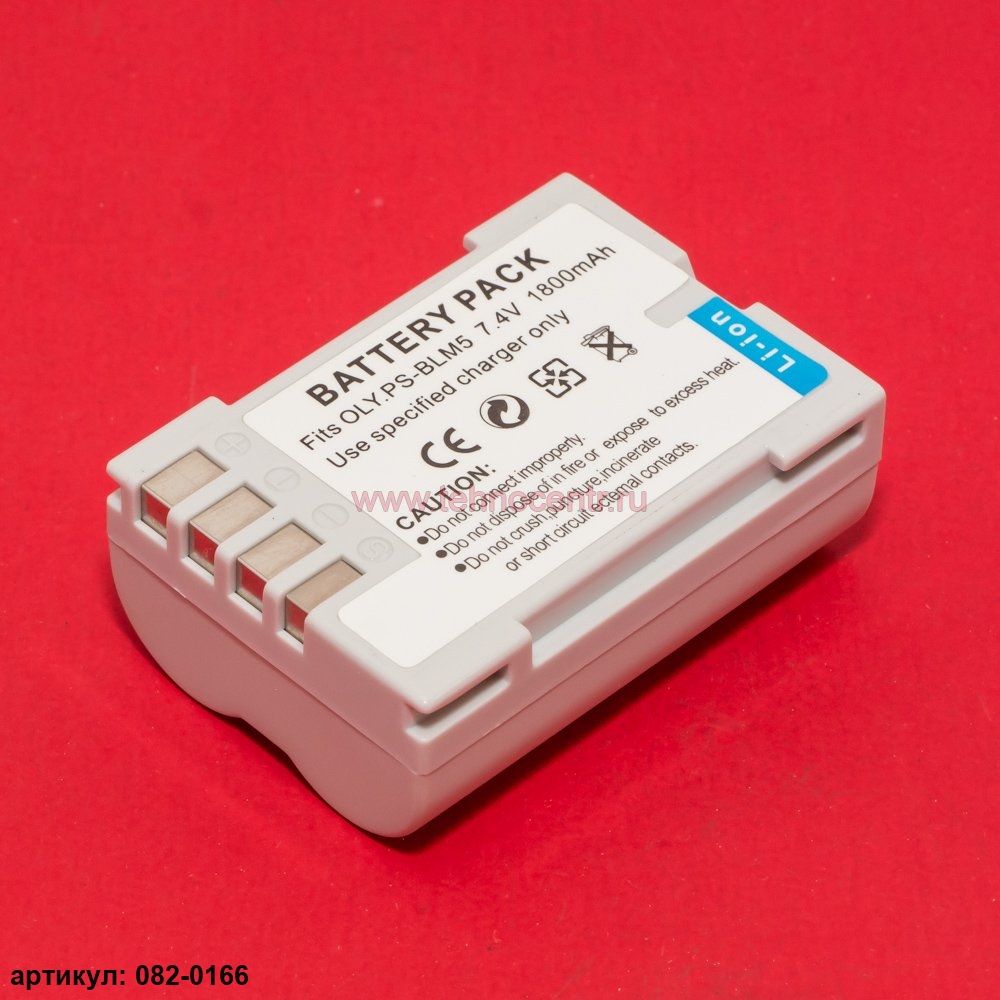 BATTERY PACK
Fits OLY.PS-BLM5 7.4V 1800mAh
Use specified charger only
Li-ion
CE
CAUTION:
●Do not connect improperly.
●Do not dispose of in fire or expose to excess heat.
●Do not crush,puncture,incinerate
or short circuit external contacts.
www.tehnocentr.ru
артикул: 082-0166